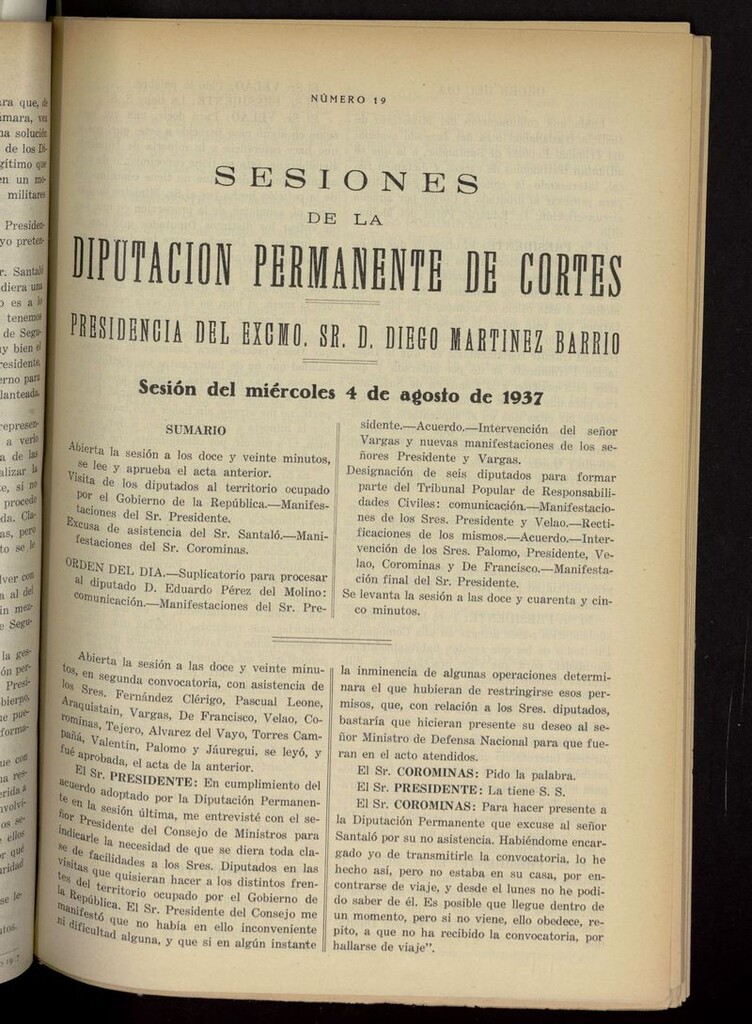 NÚMERO 19
SESIONES
DE LA
DIPUTACION PERMANENTE DE CORTES
PRESIDENCIA DEL EXCMO. SR. D. DIEGO MARTINEZ BARRIO
Sesión del miércoles 4 de agosto de 1937
SUMARIO
Abierta la sesión a los doce y veinte minutos,
se lee y aprueba el acta anterior.
Visita de los diputados al territorio ocupado
por el Gobierno de la República.—Manifes-
taciones del Sr. Presidente.
Excusa de asistencia del Sr. Santaló.—Mani-
festaciones del Sr. Corominas.
ORDEN DEL DIA.—Suplicatorio para procesar
al diputado D. Eduardo Pérez del Molino:
comunicación.—Manifestaciones del Sr. Pre-
sidente.—Acuerdo.—Intervención del señor
Vargas y nuevas manifestaciones de los se-
ñores Presidente y Vargas.
Designación de seis diputados para formar
parte del Tribunal Popular de Responsabili-
dades Civiles: comunicación.—Manifestacio-
nes de los Sres. Presidente y Velao.—Recti-
ficaciones de los mismos.—Acuerdo.—Inter-
vención de los Sres. Palomo, Presidente, Ve-
lao, Corominas y De Francisco.—Manifesta-
ción final del Sr. Presidente.
Se levanta la sesión a las doce y cuarenta y cin-
co minutos.
Abierta la sesión a las doce y veinte minu-
tos, en segunda convocatoria, con asistencia de
los Sres. Fernández Clérigo, Pascual Leone,
Araquistain, Vargas, De Francisco, Velao, Co-
rominas, Tejero, Alvarez del Vayo, Torres Cam-
pañá, Valentín, Palomo y Jáuregui, se leyó, y
fué aprobada, el acta de la anterior.
El Sr. PRESIDENTE: En cumplimiento del
acuerdo adoptado por la Diputación Permanen-
te en la sesión última, me entrevisté con el se-
ñor Presidente del Consejo de Ministros para
indicarle la necesidad de que se diera toda cla-
se de facilidades a los Sres. Diputados en las
visitas que quisieran hacer a los distintos fren-
tes del territorio ocupado por el Gobierno de
la República. El Sr. Presidente del Consejo me
manifestó que no había en ello inconveniente
ni dificultad alguna, y que si en algún instante
la inminencia de algunas operaciones determi-
nara el que hubieran de restringirse esos per-
misos, que, con relación a los Sres. diputados,
bastaría que hicieran presente su deseo al se-
ñor Ministro de Defensa Nacional para que fue-
ran en el acto atendidos.
El Sr. COROMINAS: Pido la palabra.
El Sr. PRESIDENTE: La tiene S. S.
El Sr. COROMINAS: Para hacer presente a
la Diputación Permanente que excuse al señor
Santaló por su no asistencia. Habiéndome encar-
gado yo de transmitirle la convocatoria, lo he
hecho así, pero no estaba en su casa, por en-
contrarse de viaje, y desde el lunes no he podi-
do saber de él. Es posible que llegue dentro de
un momento, pero si no viene, ello obedece, re-
pito, a que no ha recibido la convocatoria, por
hallarse de viaje".